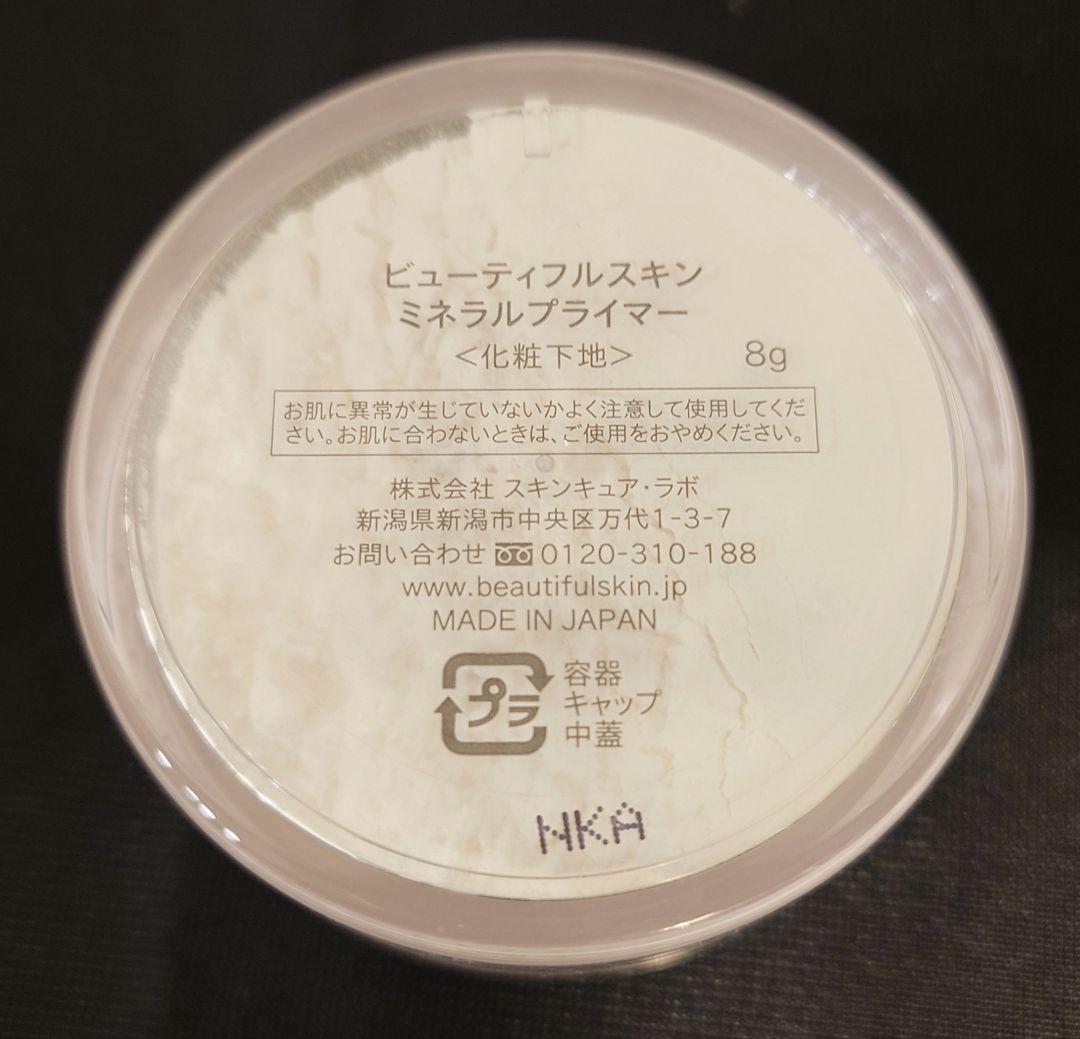 ビューティフルスキン
ミネラルプライマー
＜化粧下地＞ 8g
お肌に異常が生じていないかよく注意して使用してくだ
さい。お肌に合わないときは、ご使用をおやめください。
株式会社 スキンキュア・ラボ
新潟県新潟市中央区万代1-3-7
お問い合わせ 0120-310-188
www.beautifulskin.jp
MADE IN JAPAN
プラ 容器
キャップ
中蓋
NKA